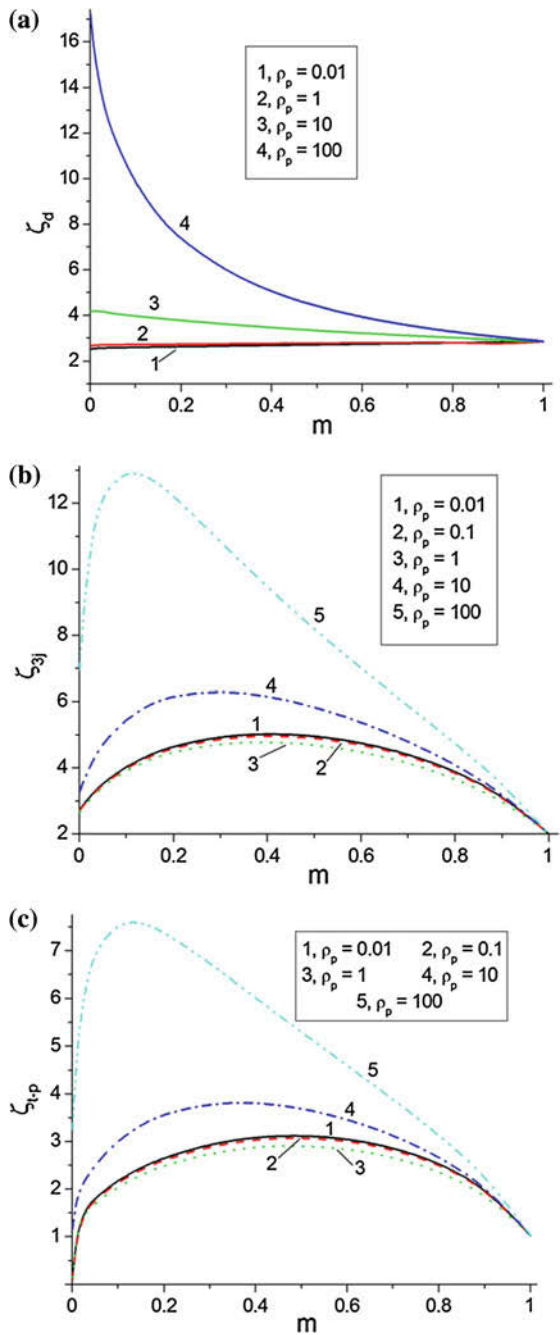 (a)
16
14
12
10
8
6
4
2
ζd
1, ρp = 0.01
2, ρp = 1
3, ρp = 10
4, ρp = 100
4
3
2
1
0 0.2 0.4 0.6 0.8 1
m
(b)
12
10
8
6
4
2
ζ3j
1, ρp = 0.01
2, ρp = 0.1
3, ρp = 1
4, ρp = 10
5, ρp = 100
5
4
1
3 2
0 0.2 0.4 0.6 0.8 1
m
(c)
7
6
5
4
3
2
1
ζt-p
1, ρp = 0.01 2, ρp = 0.1
3, ρp = 1 4, ρp = 10
5, ρp = 100
5
4
1
2 3
0 0.2 0.4 0.6 0.8 1
m